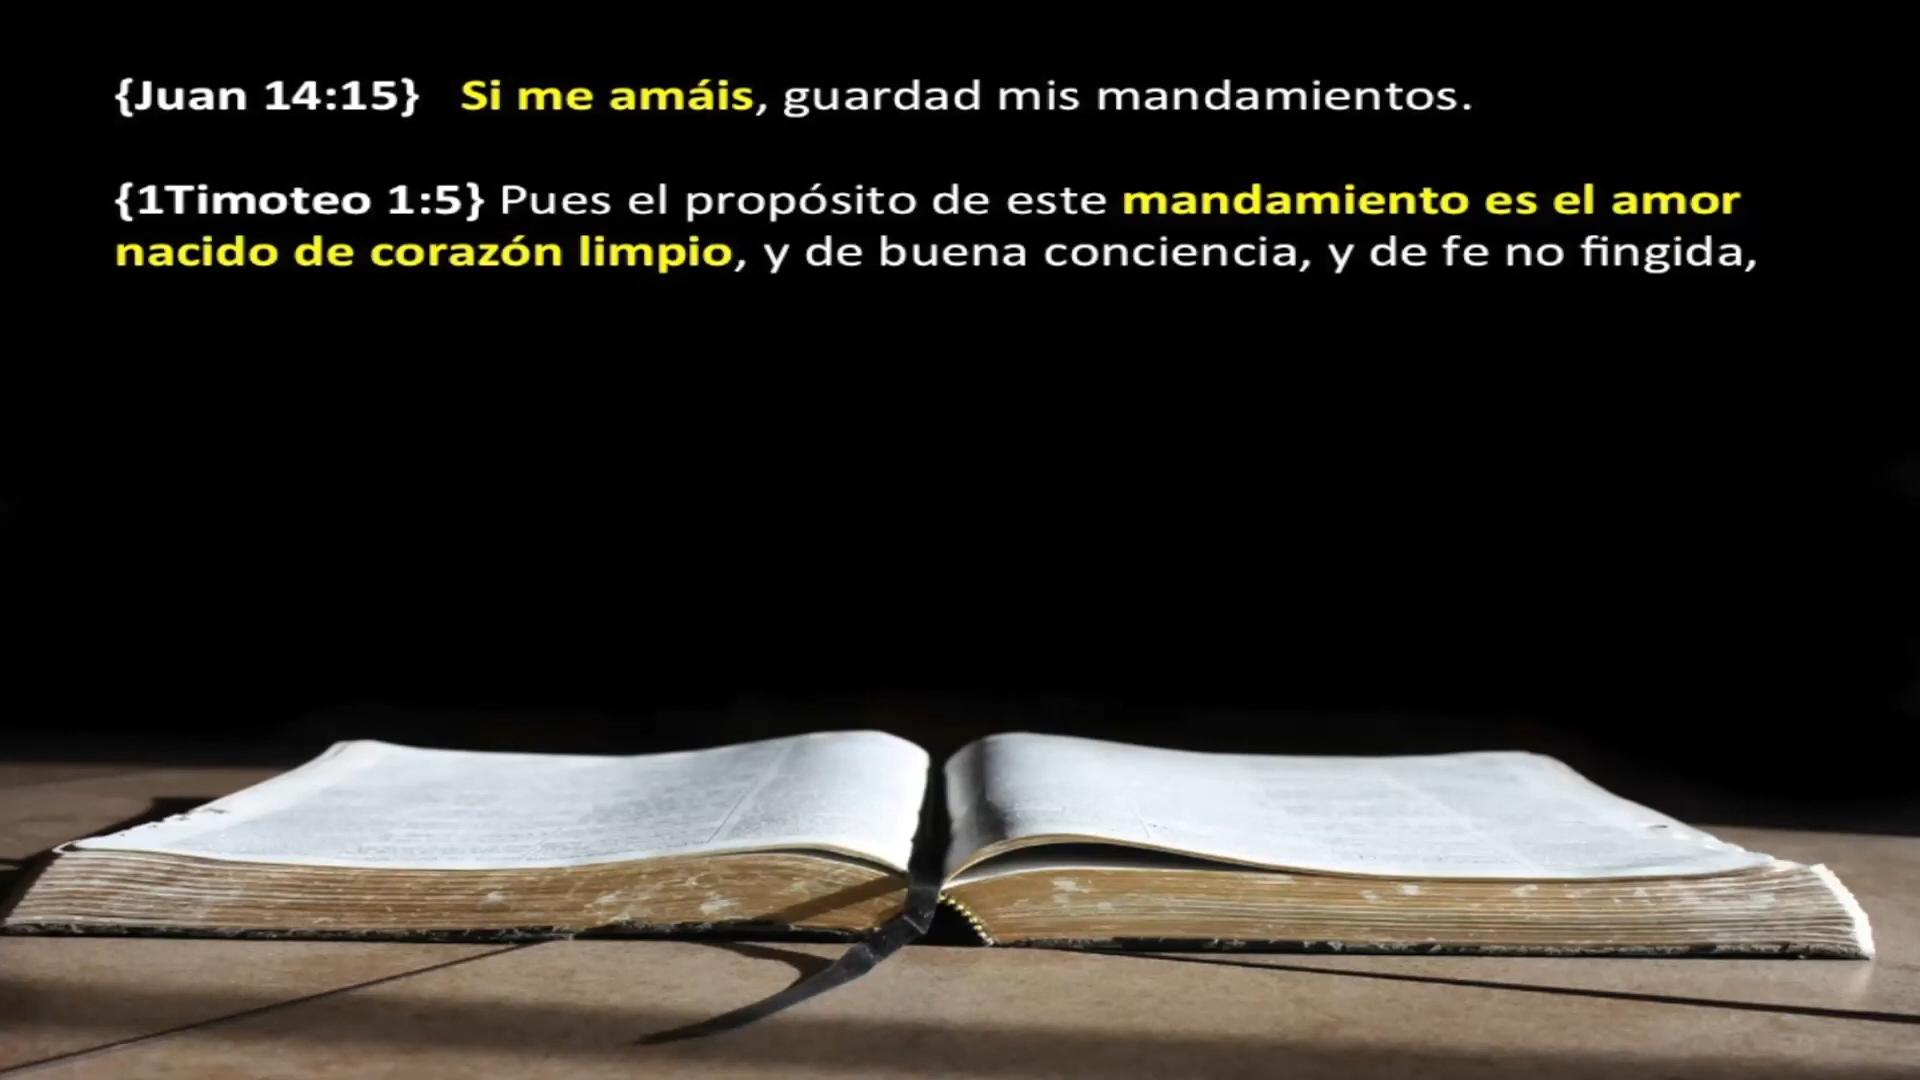 {Juan 14:15} Si me amáis, guardad mis mandamientos.
{1Timoteo 1:5} Pues el propósito de este mandamiento es el amor
nacido de corazón limpio, y de buena conciencia, y de fe no fingida,